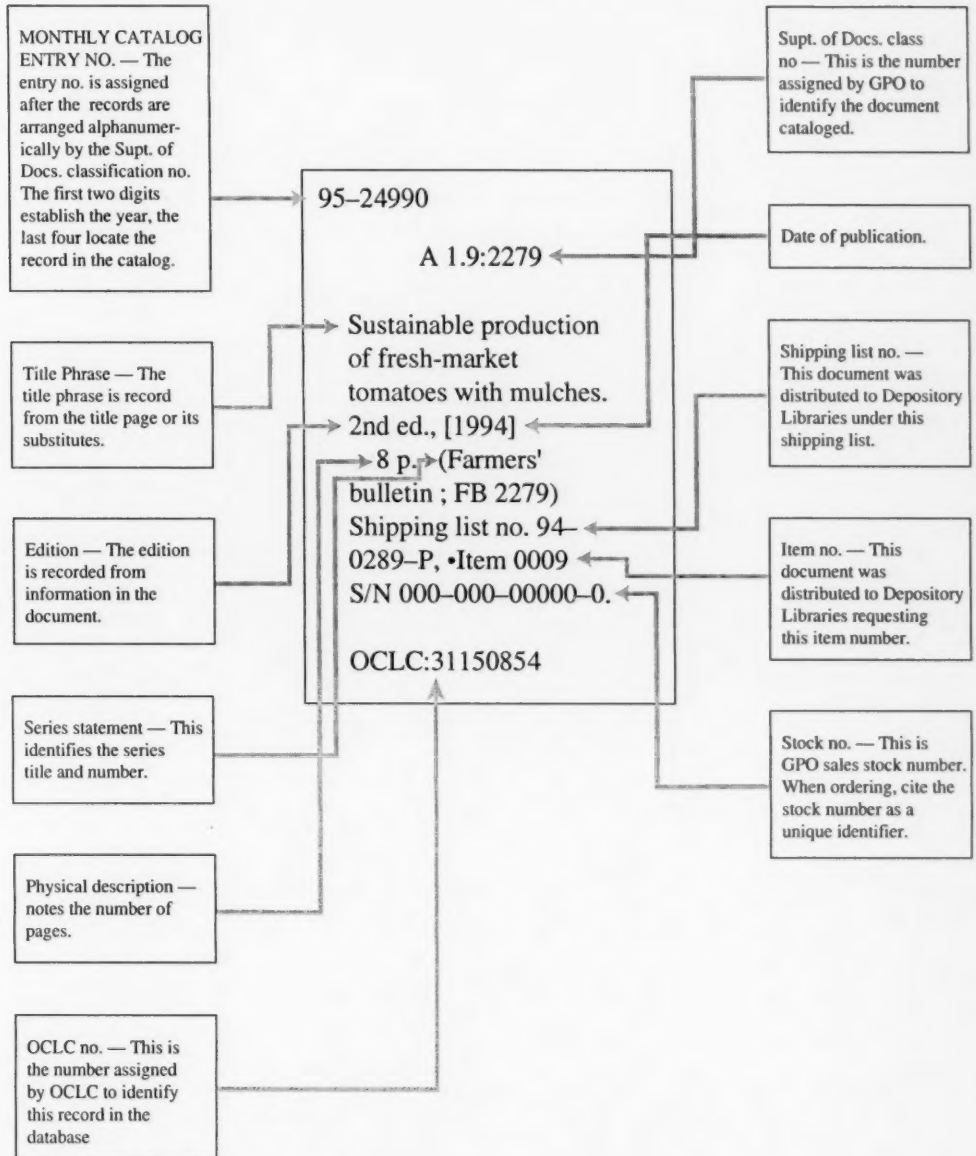 MONTHLY CATALOG
ENTRY NO. — The
entry no. is assigned
after the records are
arranged alphanumer-
ically by the Supt. of
Docs. classification no.
The first two digits
establish the year, the
last four locate the
record in the catalog.
Title Phrase — The
title phrase is record
from the title page or its
substitutes.
Edition — The edition
is recorded from
information in the
document.
Series statement — This
identifies the series
title and number.
Physical description —
notes the number of
pages.
OCLC no. — This is
the number assigned
by OCLC to identify
this record in the
database
95–24990
A 1.9:2279
Sustainable production
of fresh-market
tomatoes with mulches.
2nd ed., [1994]
8 p. (Farmers'
bulletin ; FB 2279)
Shipping list no. 94–
0289–P, •Item 0009
S/N 000–000–00000–0.
OCLC:31150854
Supt. of Docs. class
no — This is the number
assigned by GPO to
identify the document
cataloged.
Date of publication.
Shipping list no. —
This document was
distributed to Depository
Libraries under this
shipping list.
Item no. — This
document was
distributed to Depository
Libraries requesting
this item number.
Stock no. — This is
GPO sales stock number.
When ordering, cite the
stock number as a
unique identifier.